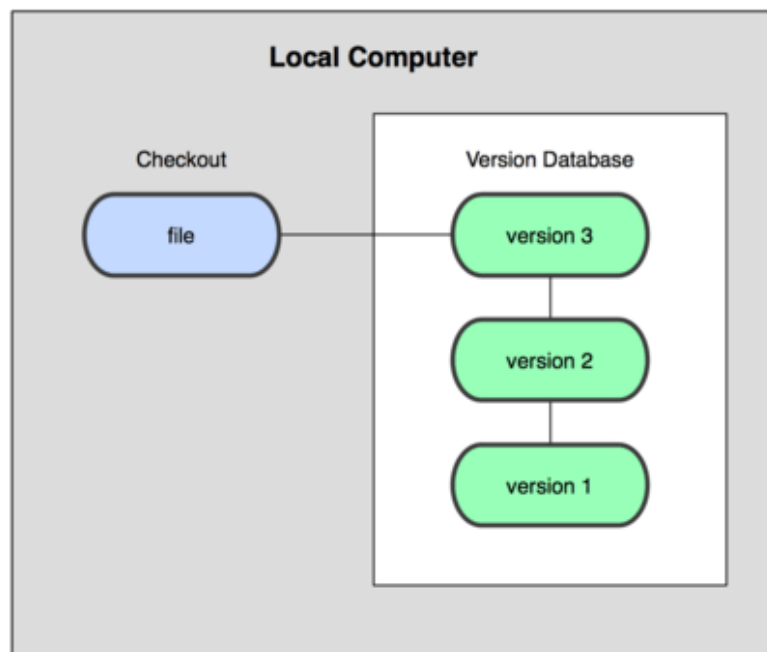 Local Computer
Checkout
Version Database
file
version 3
version 2
version 1